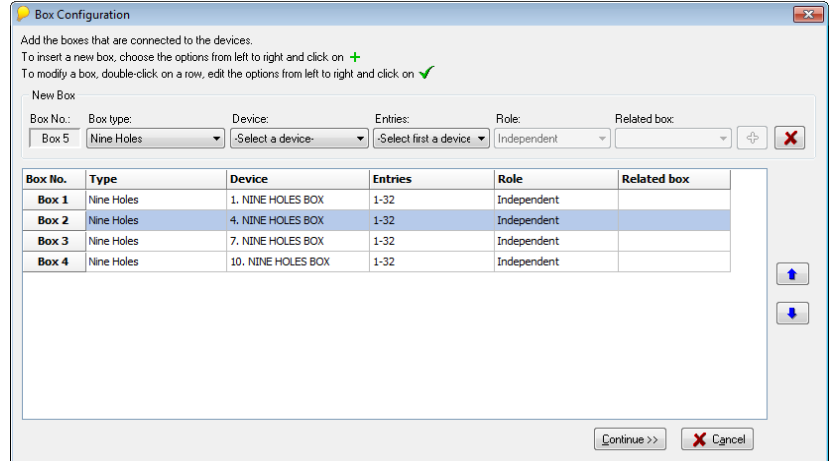 Box Configuration
Add the boxes that are connected to the devices.
To insert a new box, choose the options from left to right and click on
To modify a box, double-click on a row, edit the options from left to right and click on
New Box
Box No.: Box type: Device: Entries: Role: Related box:
Box 5 Nine Holes -Select a device- -Select first a device Independent
Box No. Type Device Entries Role Related box
Box 1 Nine Holes 1. NINE HOLES BOX 1-32 Independent
Box 2 Nine Holes 4. NINE HOLES BOX 1-32 Independent
Box 3 Nine Holes 7. NINE HOLES BOX 1-32 Independent
Box 4 Nine Holes 10. NINE HOLES BOX 1-32 Independent
Continue >> Cancel